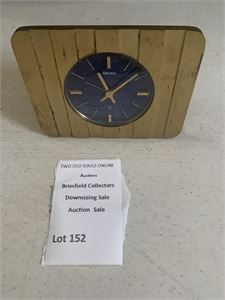 SEIKO
TWO OLD SOULS ONLINE
Auctions
Brimfield Collectors
Downsizing Sale
Auction Sale
Lot 152